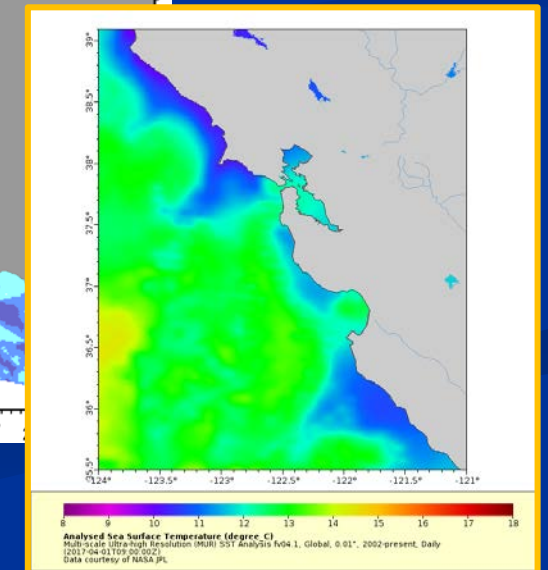 39°
38.5°
38°
37.5°
37°
36.5°
36°
35.5°
-124° -123.5° -123° -122.5° -122° -121.5° -121°
8 9 10 11 12 13 14 15 16 17 18
Analysed Sea Surface Temperature (degree_C)
Multi-scale Ultra-high Resolution (MUR) SST Analysis fv04.1, Global, 0.01°, 2002-present, Daily
(2017-04-01T09:00:00Z)
Data courtesy of NASA JPL